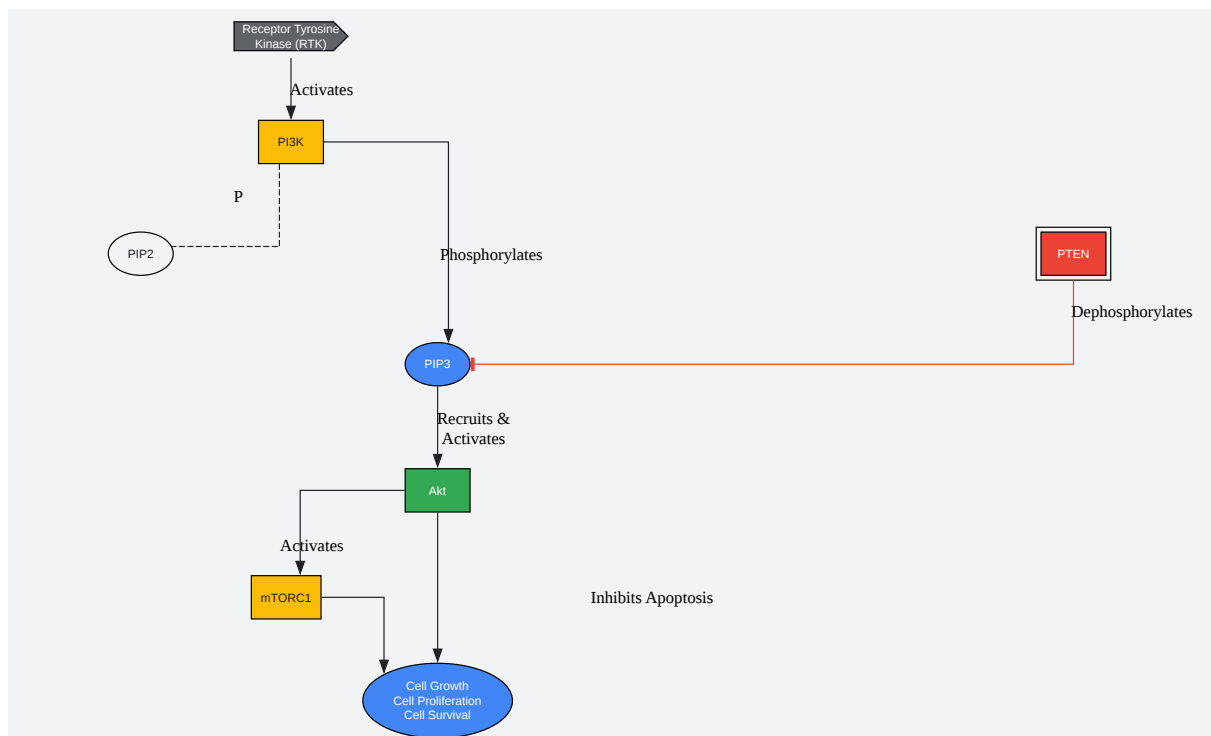 Receptor Tyrosine
Kinase (RTK)
Activates
PI3K
P
PIP2
Phosphorylates
PTEN
Dephosphorylates
PIP3
Recruits &
Activates
Akt
Activates
mTORC1
Inhibits Apoptosis
Cell Growth
Cell Proliferation
Cell Survival